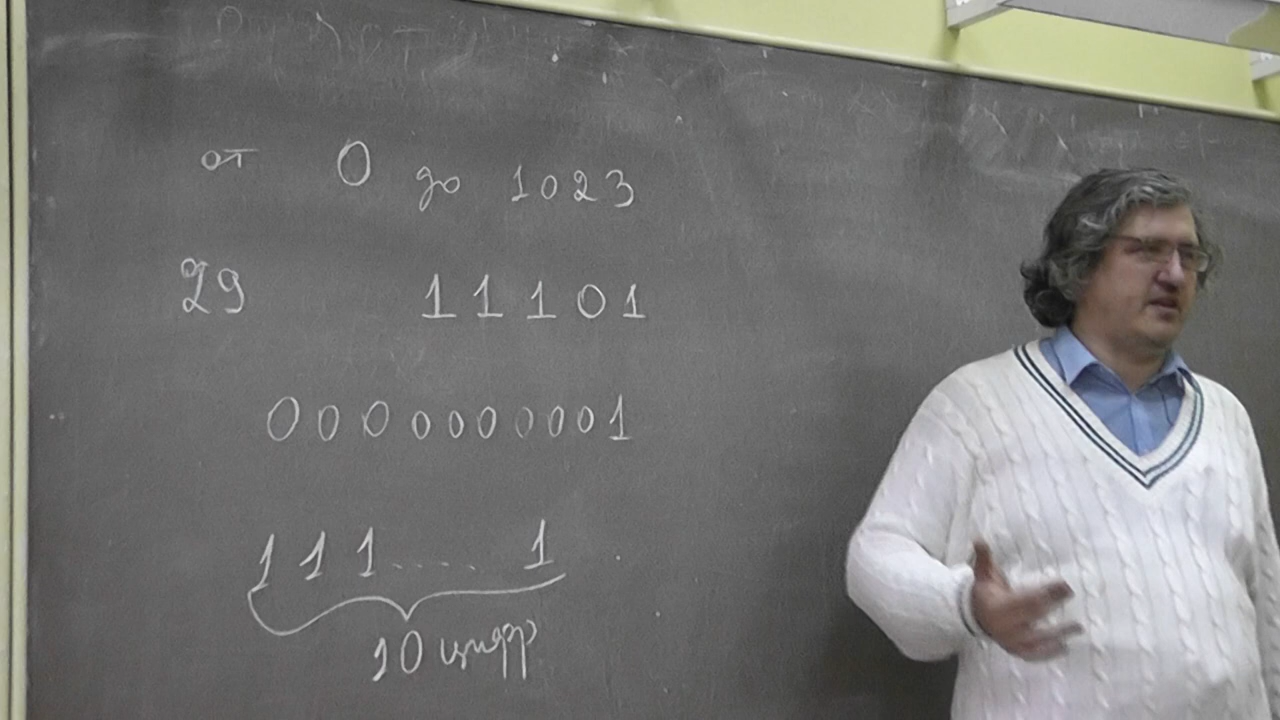 от 0 до 1023
29 11101
0000000001
111.....1
10 цифр